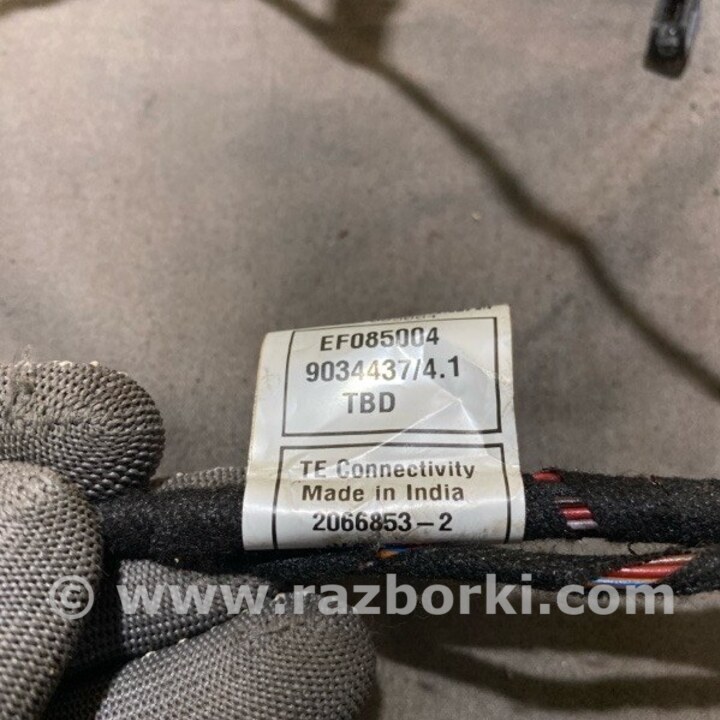 EF085004
9034437/4.1
TBD
TE Connectivity
Made in India
2066853-2
© www.razborki.com